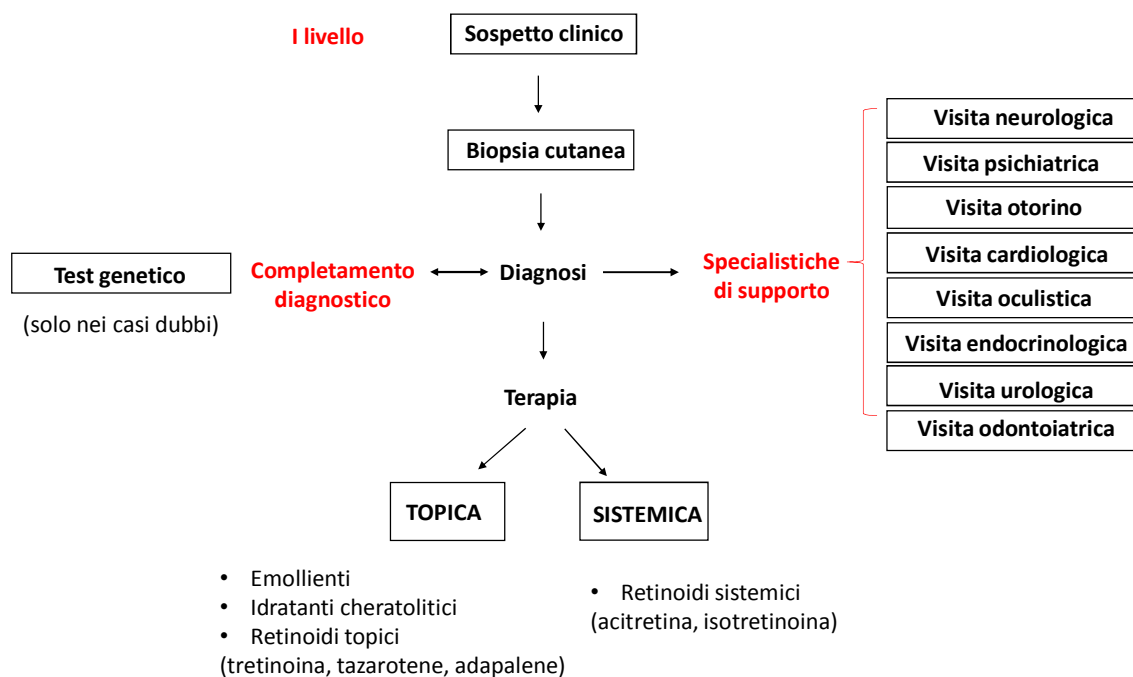 I livello
Sospetto clinico
Biopsia cutanea
Test genetico
(solo nei casi dubbi)
Completamento
diagnostico
Diagnosi
Specialistiche
di supporto
Visita neurologica
Visita psichiatrica
Visita otorino
Visita cardiologica
Visita oculistica
Visita endocrinologica
Visita urologica
Visita odontoiatrica
Terapia
TOPICA
• Emollienti
• Idratanti cheratolitici
• Retinoidi topici
(tretinoina, tazarotene, adapalene)
SISTEMICA
• Retinoidi sistemici
(acitretina, isotretinoina)